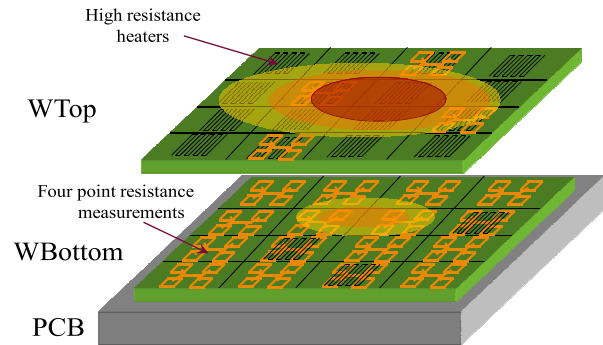 High resistance
heaters
WTop
Four point resistance
measurements
WBottom
PCB